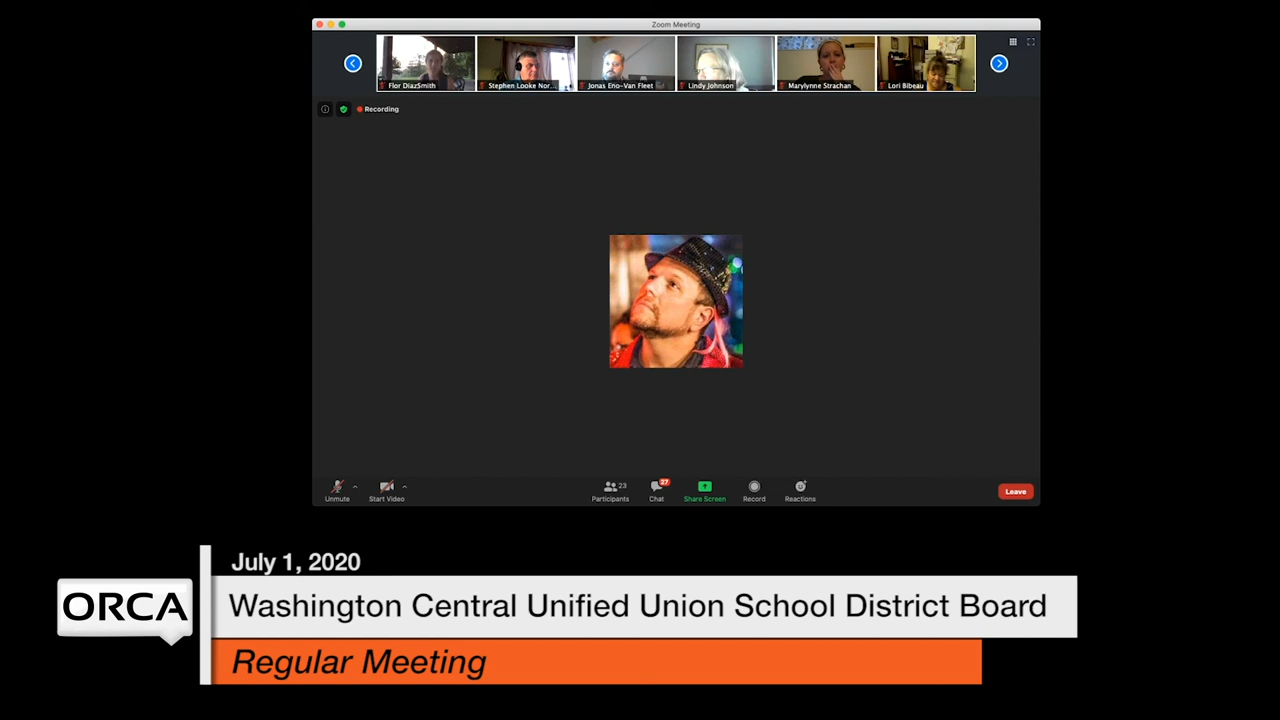 Zoom Meeting
Flor DiazSmith
Stephen Looke Nor...
Jonas Eno-Van Fleet
Lindy Johnson
Marylynne Strachan
Lori Bibeau
Recording
Unmute
Start Video
23
Participants
27
Chat
Share Screen
Record
Reactions
Leave
July 1, 2020
ORCA
Washington Central Unified Union School District Board
Regular Meeting